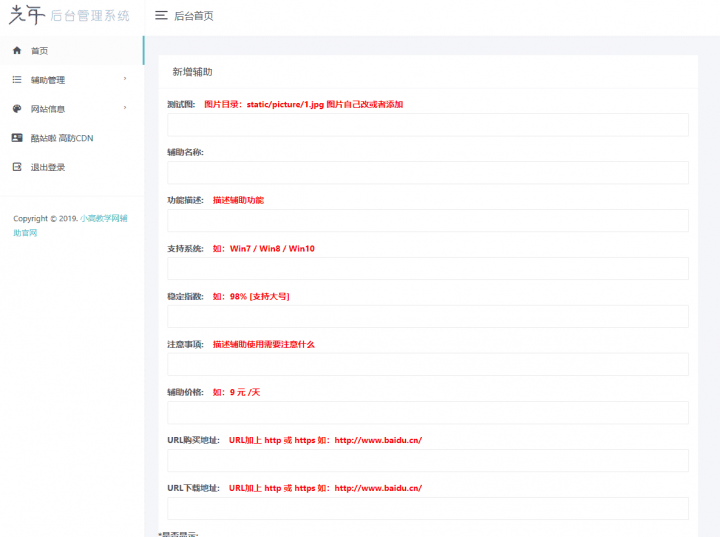 光年 后台管理系统
后台首页
首页
辅助管理
网站信息
酷站啦 高防CDN
退出登录
Copyright © 2019. 小高教学网辅
助官网
新增辅助
测试图: 图片目录：static/picture/1.jpg 图片自己改或者添加
辅助名称:
功能描述: 描述辅助功能
支持系统: 如：Win7 / Win8 / Win10
稳定指数: 如：98% [支持大号]
注意事項: 描述辅助使用需要注意什么
辅助价格: 如：9 元 /天
URL购买地址: URL加上 http 或 https 如：http://www.baidu.cn/
URL下载地址: URL加上 http 或 https 如：http://www.baidu.cn/
*是否显示: